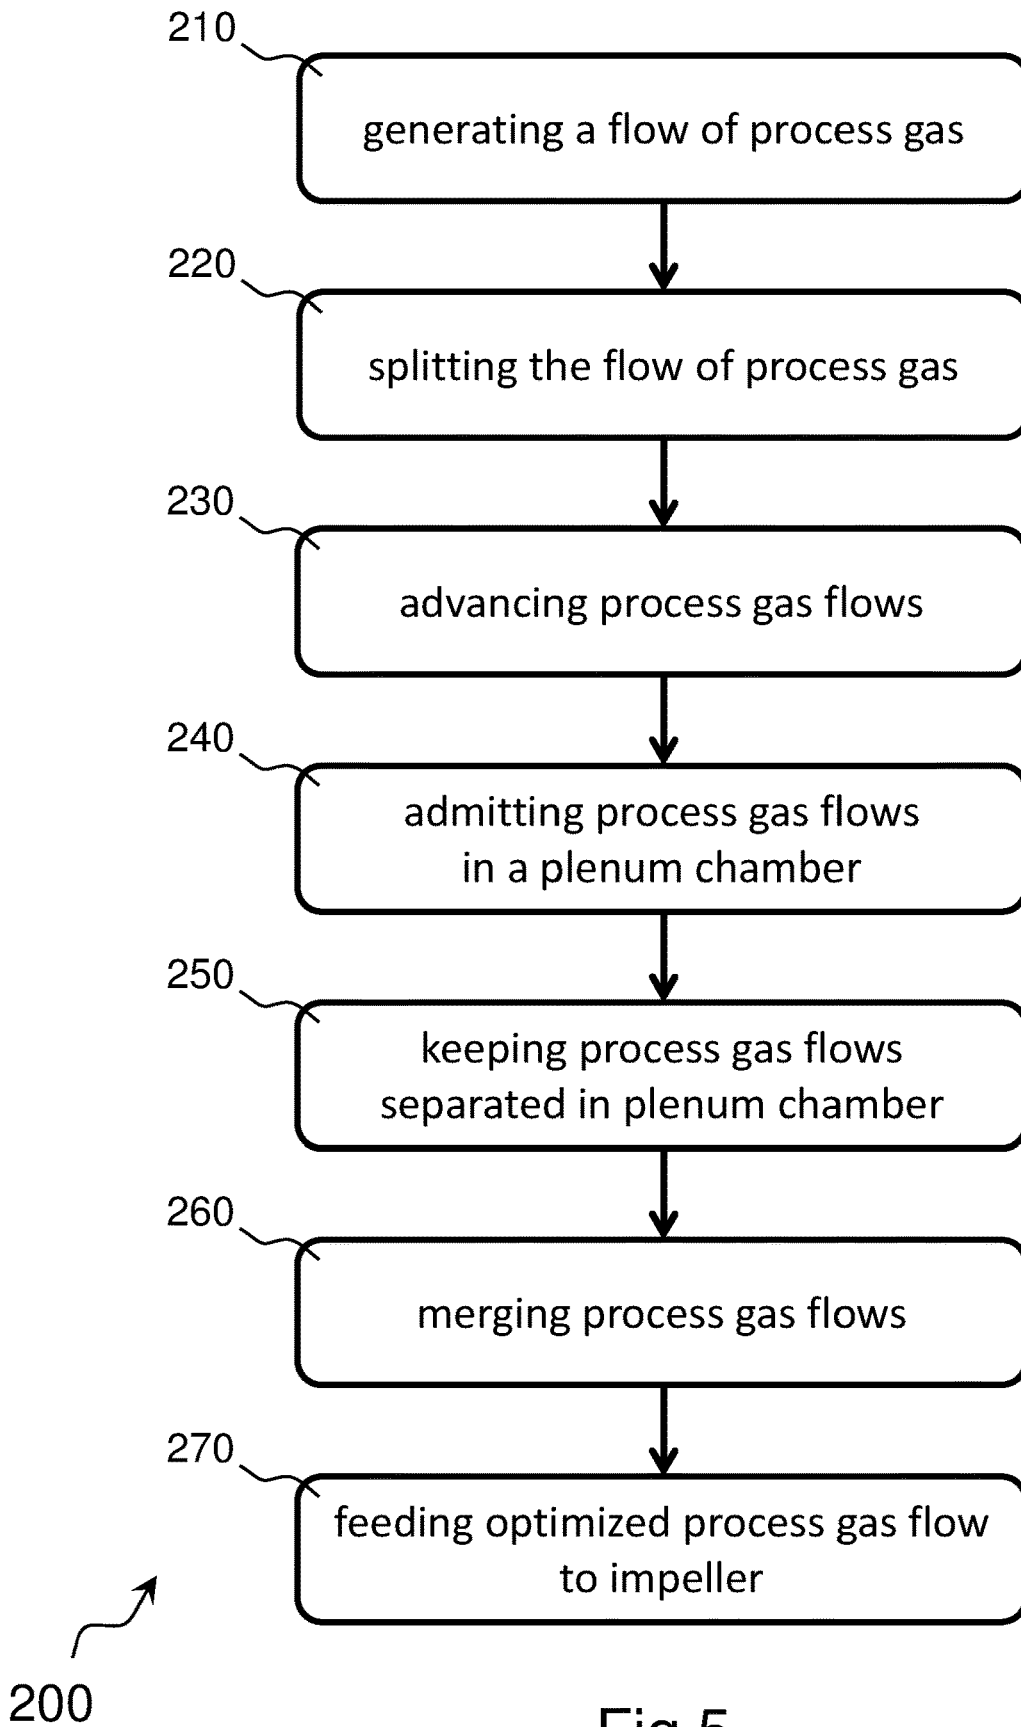 210
generating a flow of process gas
220
splitting the flow of process gas
230
advancing process gas flows
240
admitting process gas flows
in a plenum chamber
250
keeping process gas flows
separated in plenum chamber
260
merging process gas flows
270
feeding optimized process gas flow
to impeller
200
Fig.5